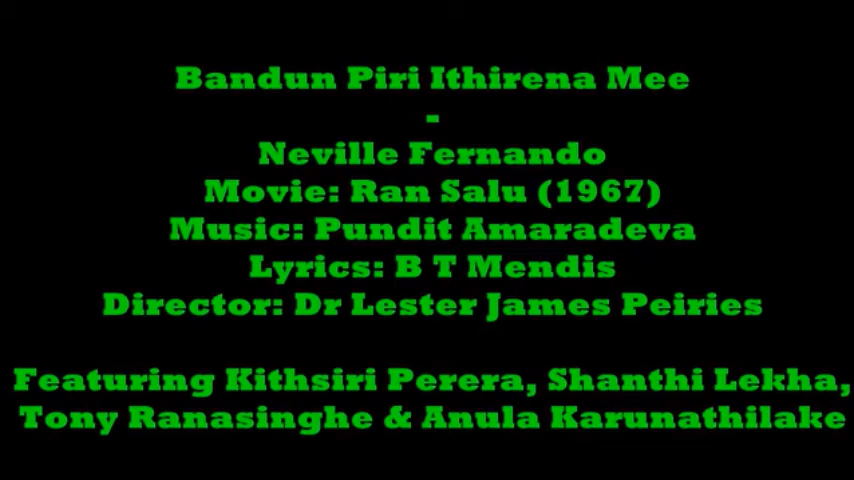 Bandun Piri Ithirena Mee
-
Neville Fernando
Movie: Ran Salu (1967)
Music: Pundit Amaradeva
Lyrics: B T Mendis
Director: Dr Lester James Peiries
Featuring Kithsiri Perera, Shanthi Lekha,
Tony Ranasinghe & Anula Karunathilake